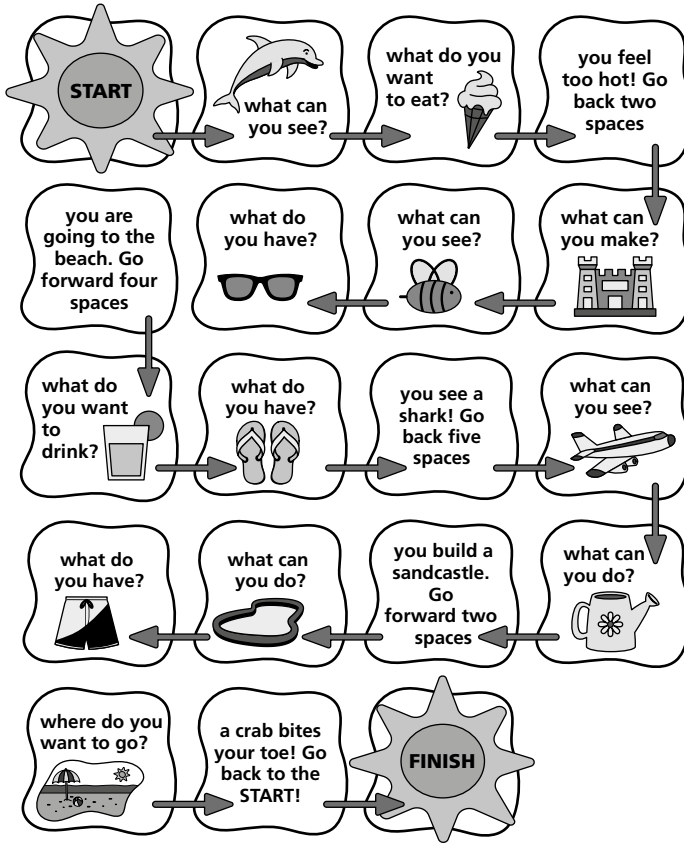 START
what can
you see?
what do you
want
to eat?
you feel
too hot! Go
back two
spaces
you are
going to the
beach. Go
forward four
spaces
what do
you have?
what can
you see?
what can
you make?
what do
you want
to
drink?
what do
you have?
you see a
shark! Go
back five
spaces
what can
you see?
what do
you have?
what can
you do?
you build a
sandcastle.
Go
forward two
spaces
what can
you do?
where do you
want to go?
a crab bites
your toe! Go
back to the
START!
FINISH